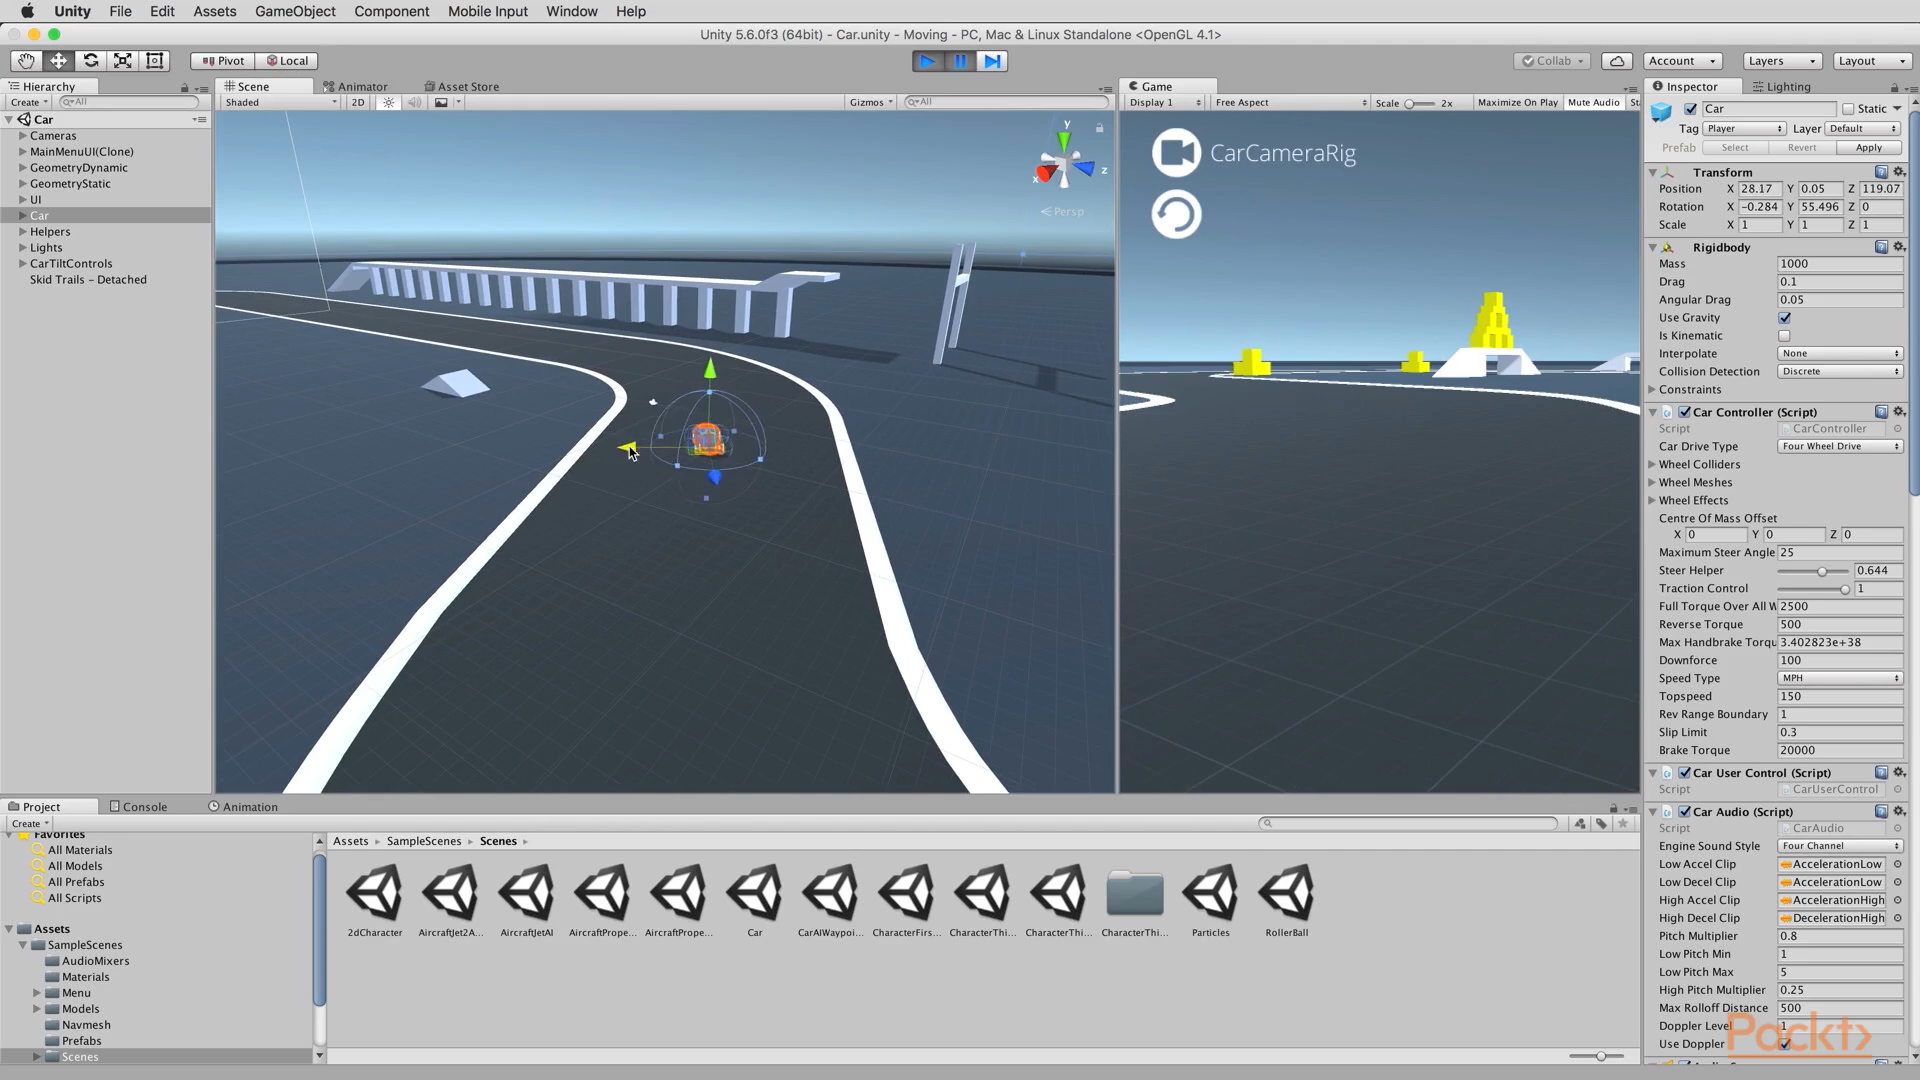 Unity File Edit Assets GameObject Component Mobile Input Window Help
Unity 5.6.0f3 (64bit) - Car.unity - Moving - PC, Mac & Linux Standalone <OpenGL 4.1>
Pivot Local Collab Account Layers Layout
Hierarchy Scene Animator Asset Store Game Inspector Lighting
Create All Shaded 2D Gizmos All Display 1 Free Aspect Scale 2x Maximize On Play Mute Audio
Car
Cameras
MainMenuUI(Clone)
GeometryDynamic
GeometryStatic
UI
Car
Helpers
Lights
CarTiltControls
Skid Trails - Detached
y
x
z
Persp
CarCameraRig
Car Static
Tag Player Layer Default
Prefab Select Revert Apply
Transform
Position X 28.17 Y 0.05 Z 119.07
Rotation X -0.284 Y 55.496 Z 0
Scale X 1 Y 1 Z 1
Rigidbody
Mass 1000
Drag 0.1
Angular Drag 0.05
Use Gravity
Is Kinematic
Interpolate None
Collision Detection Discrete
Constraints
Car Controller (Script)
Script CarController
Car Drive Type Four Wheel Drive
Wheel Colliders
Wheel Meshes
Wheel Effects
Centre Of Mass Offset
X 0 Y 0 Z 0
Maximum Steer Angle 25
Steer Helper 0.644
Traction Control 1
Full Torque Over All W 2500
Reverse Torque 500
Max Handbrake Torqu 3.402823e+38
Downforce 100
Speed Type MPH
Topspeed 150
Rev Range Boundary 1
Slip Limit 0.3
Brake Torque 20000
Car User Control (Script)
Script CarUserControl
Car Audio (Script)
Script CarAudio
Engine Sound Style Four Channel
Low Accel Clip AccelerationLow
Low Decel Clip AccelerationLow
High Accel Clip AccelerationHigh
High Decel Clip DecelerationHigh
Pitch Multiplier 0.8
Low Pitch Min 1
Low Pitch Max 5
High Pitch Multiplier 0.25
Max Rolloff Distance 500
Doppler Level 1
Use Doppler
Packt
Project Console Animation
Create
Favorites
All Materials
All Models
All Prefabs
All Scripts
Assets
SampleScenes
AudioMixers
Materials
Menu
Models
Navmesh
Prefabs
Scenes
Assets SampleScenes Scenes
2dCharacter AircraftJet2A... AircraftJetAI AircraftPrope... AircraftPrope... Car CarAIWaypoi... CharacterFirs... CharacterThi... CharacterThi... CharacterThi... Particles RollerBall